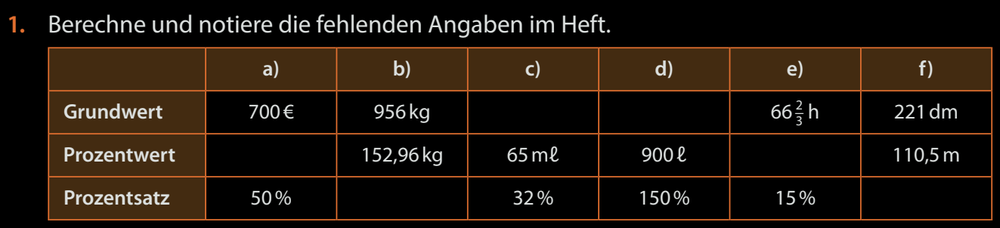 1. Berechne und notiere die fehlenden Angaben im Heft.
a) b) c) d) e) f)
Grundwert 700 € 956 kg 66 2/3 h 221 dm
Prozentwert 152,96 kg 65 mℓ 900 ℓ 110,5 m
Prozentsatz 50 % 32 % 150 % 15 %